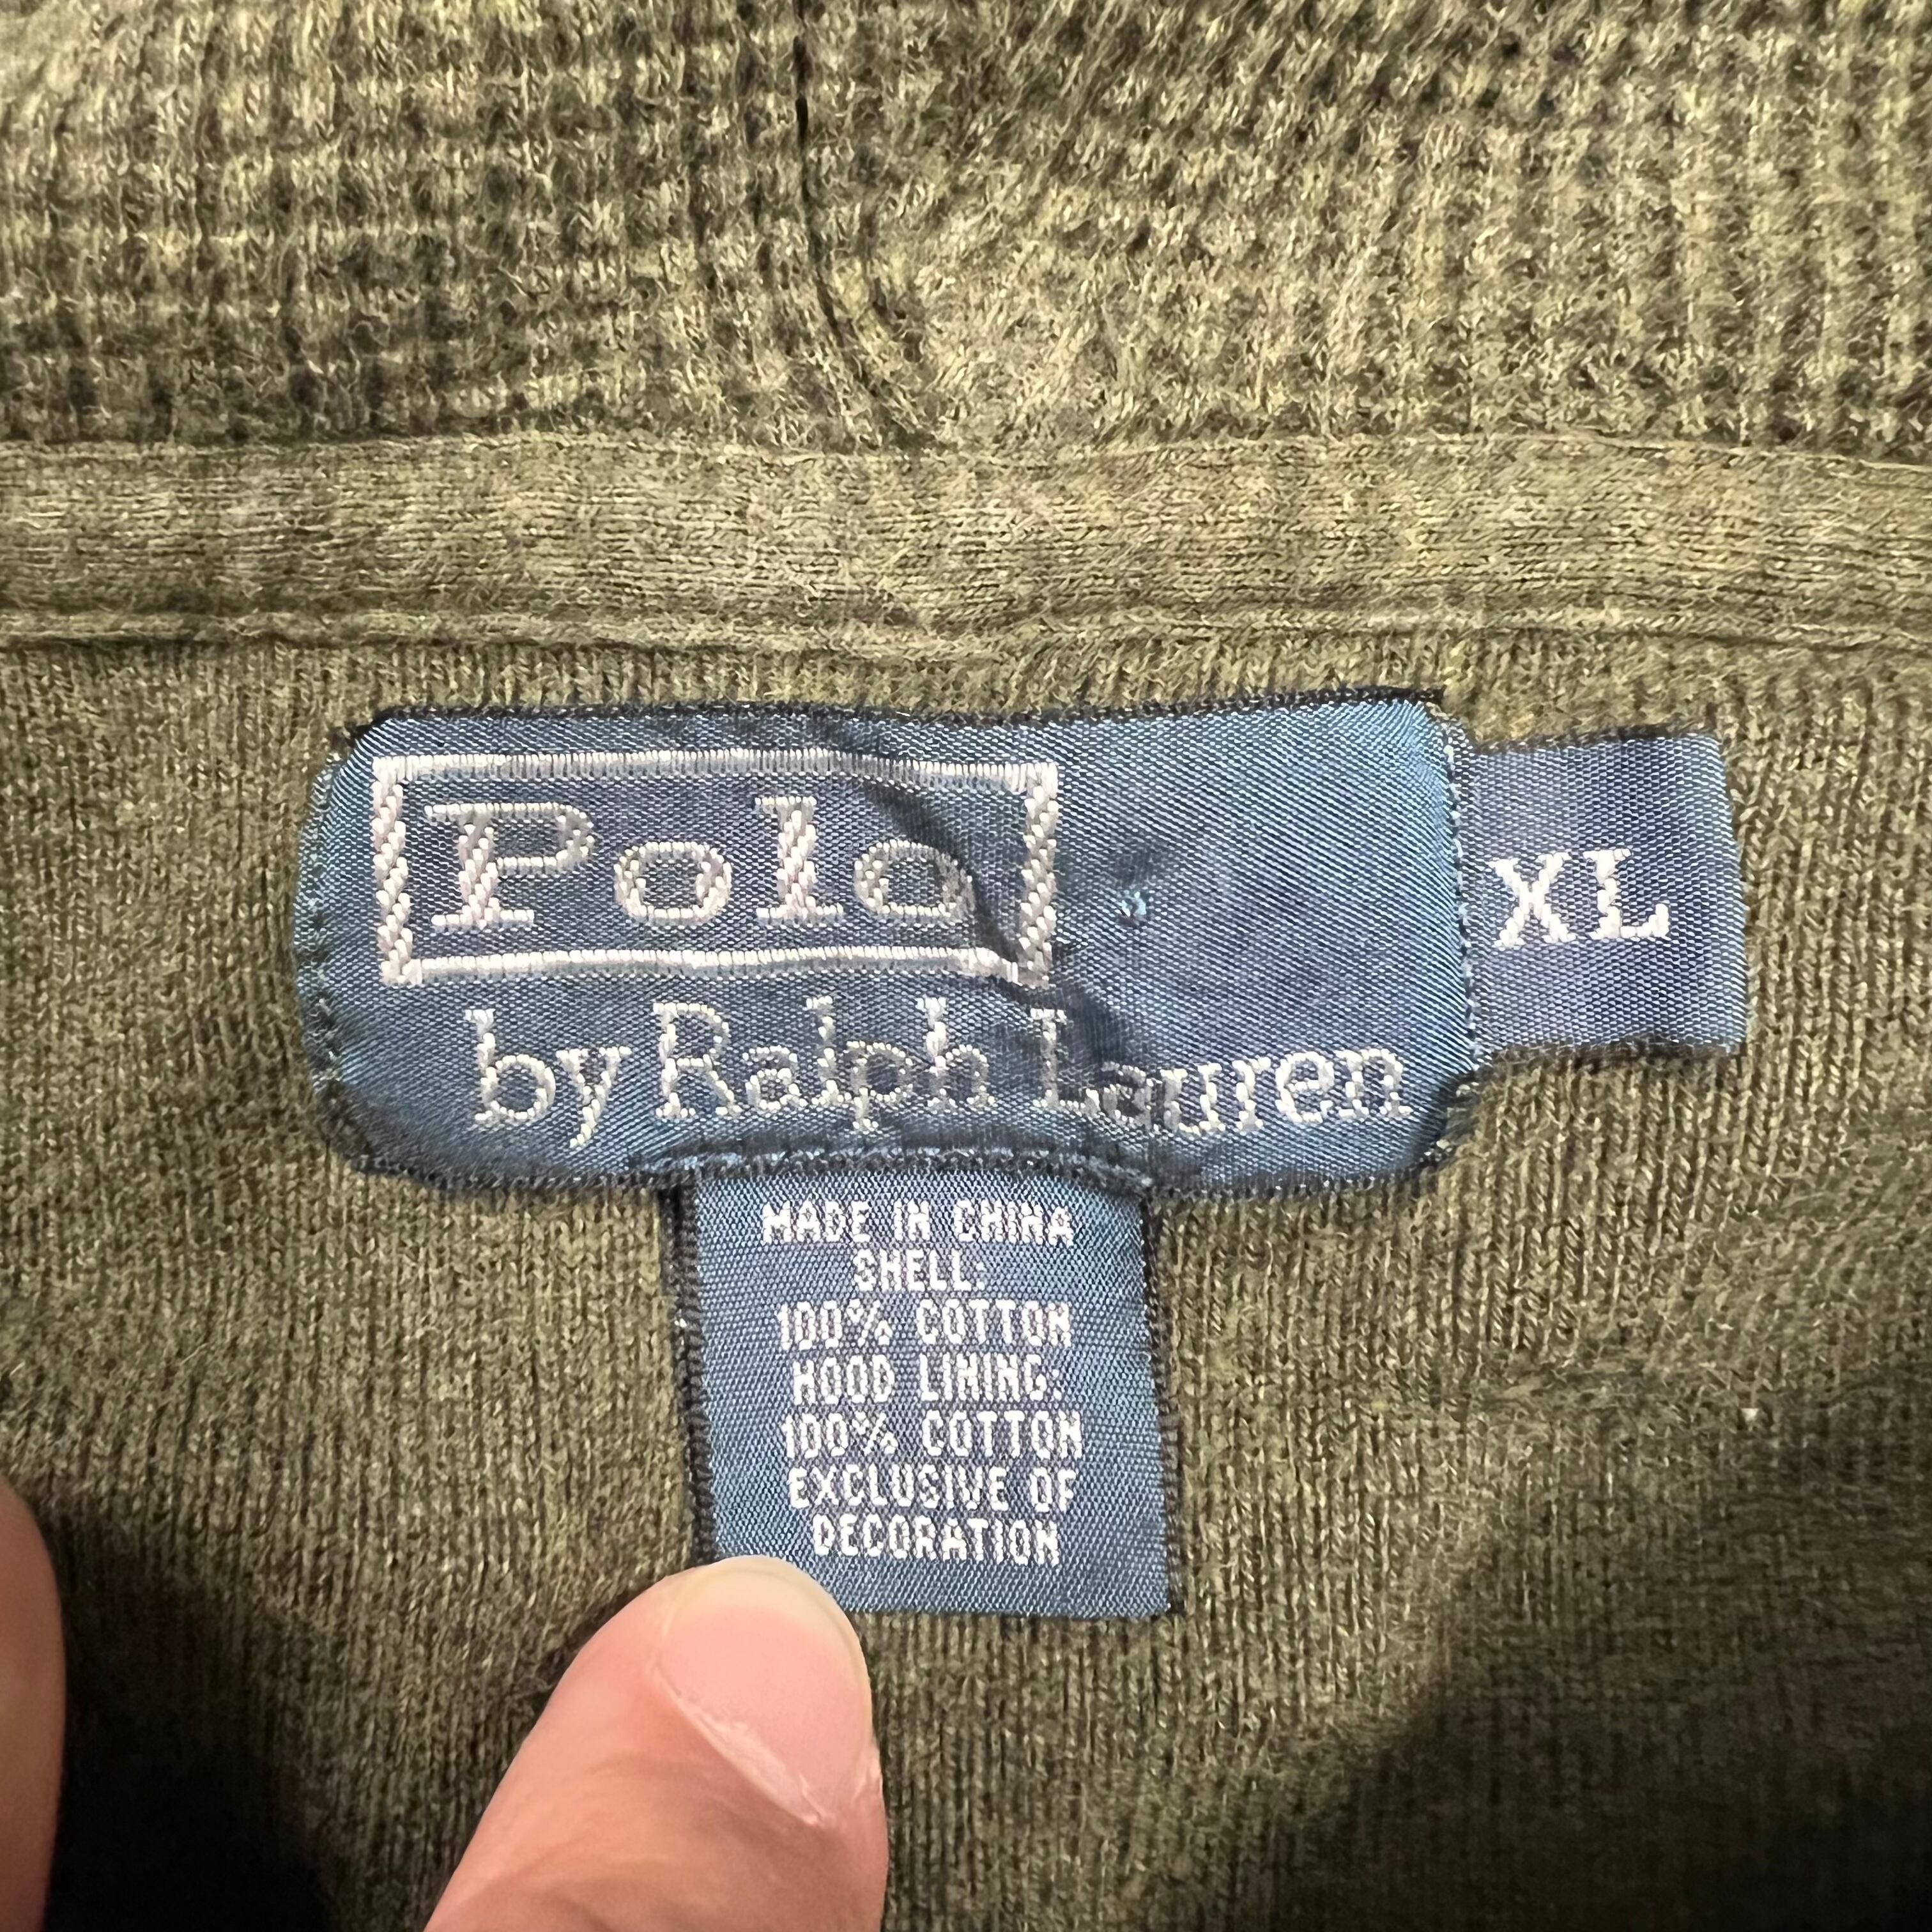 Polo
by Ralph Lauren
XL
MADE IN CHINA
SHELL:
100% COTTON
HOOD LINING:
100% COTTON
EXCLUSIVE OF
DECORATION